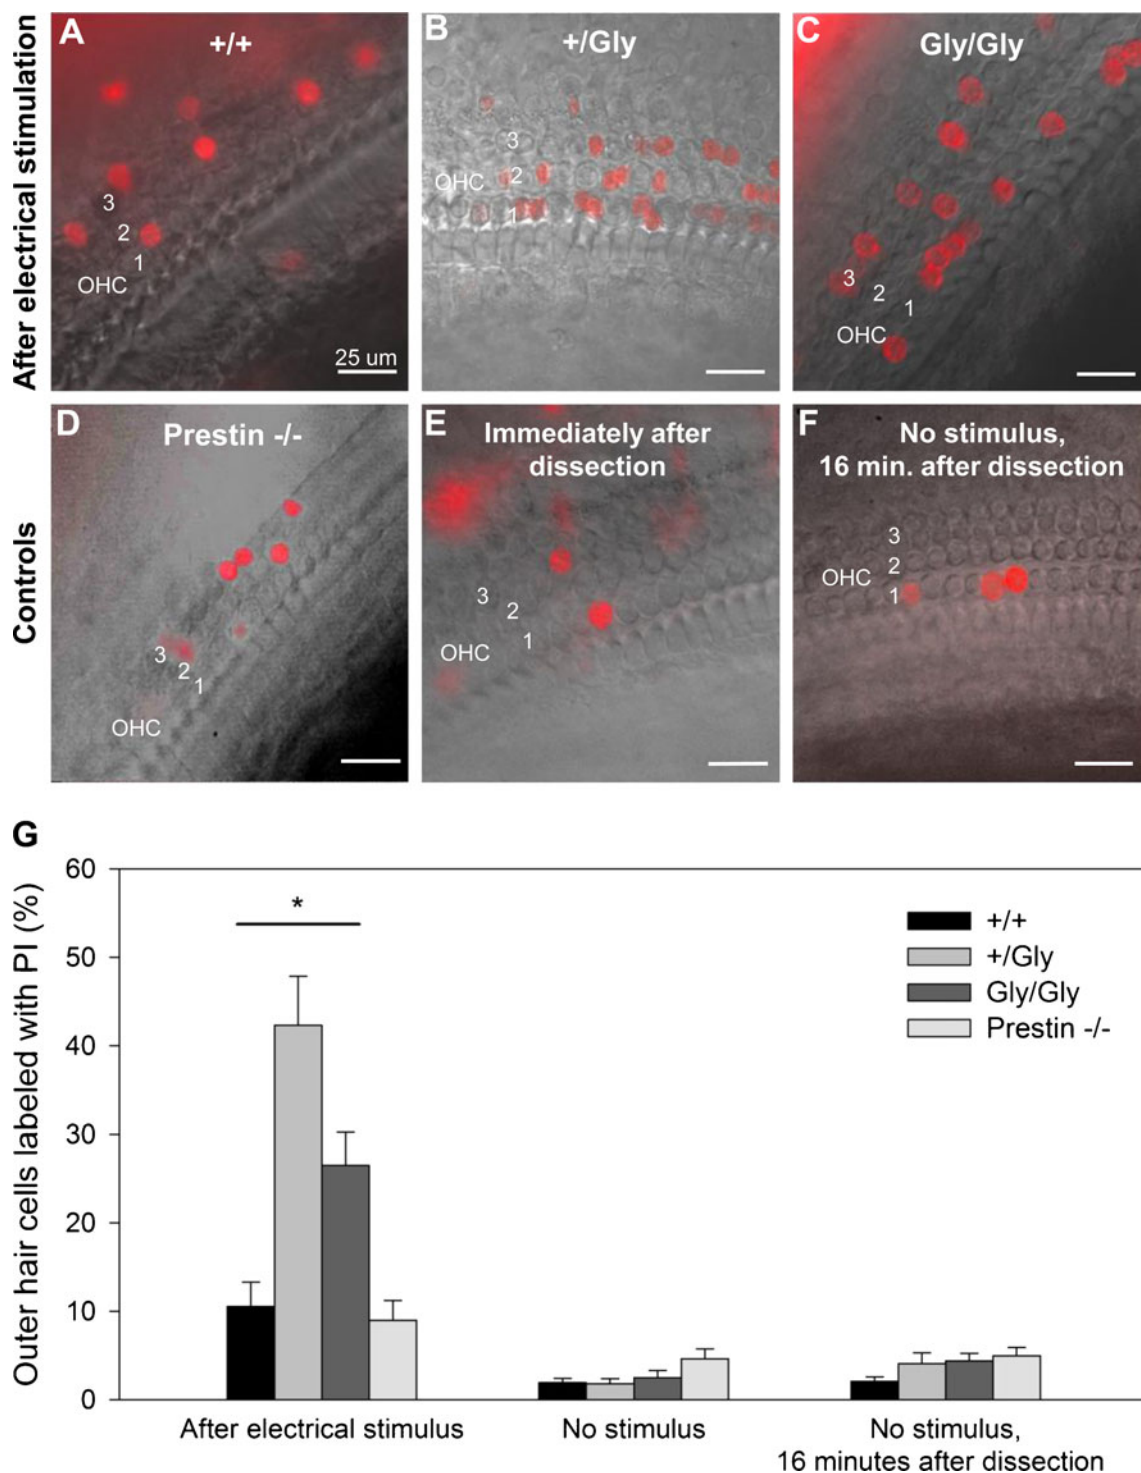 After electrical stimulation
A
+/+
3
2
1
OHC
25 um
B
+/Gly
3
OHC
2
1
C
Gly/Gly
3
2
1
OHC
Controls
D
Prestin -/-
3
2
1
OHC
E
Immediately after
dissection
3
2
1
OHC
F
No stimulus,
16 min. after dissection
3
2
OHC
1
G
Outer hair cells labeled with PI (%)
60
50
40
30
20
10
0
*
+/+
+/Gly
Gly/Gly
Prestin -/-
After electrical stimulus
No stimulus
No stimulus,
16 minutes after dissection